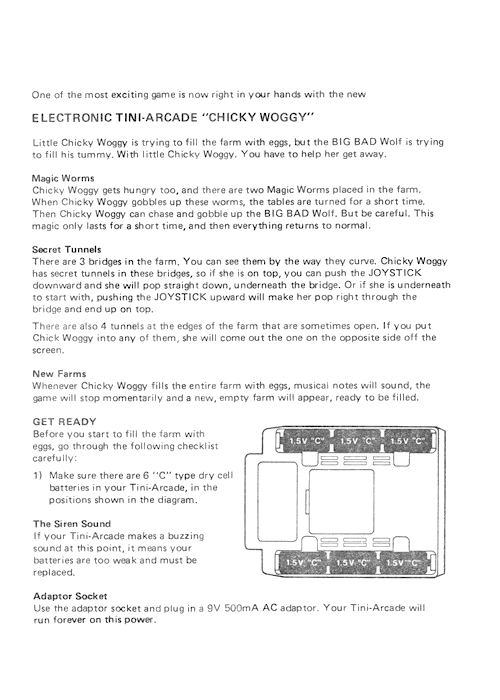 One of the most exciting game is now right in your hands with the new
ELECTRONIC TINI-ARCADE "CHICKY WOGGY"
Little Chicky Woggy is trying to fill the farm with eggs, but the BIG BAD Wolf is trying
to fill his tummy. With little Chicky Woggy. You have to help her get away.
Magic Worms
Chicky Woggy gets hungry too, and there are two Magic Worms placed in the farm.
When Chicky Woggy gobbles up these worms, the tables are turned for a short time.
Then Chicky Woggy can chase and gobble up the BIG BAD Wolf. But be careful. This
magic only lasts for a short time, and then everything returns to normal.
Secret Tunnels
There are 3 bridges in the farm. You can see them by the way they curve. Chicky Woggy
has secret tunnels in these bridges, so if she is on top, you can push the JOYSTICK
downward and she will pop straight down, underneath the bridge. Or if she is underneath
to start with, pushing the JOYSTICK upward will make her pop right through the
bridge and end up on top.
There are also 4 tunnels at the edges of the farm that are sometimes open. If you put
Chick Woggy into any of them, she will come out the one on the opposite side off the
screen.
New Farms
Whenever Chicky Woggy fills the entire farm with eggs, musical notes will sound, the
game will stop momentarily and a new, empty farm will appear, ready to be filled.
GET READY
Before you start to fill the farm with
eggs, go through the following checklist
carefully:
1) Make sure there are 6 "C" type dry cell
batteries in your Tini-Arcade, in the
positions shown in the diagram.
The Siren Sound
If your Tini-Arcade makes a buzzing
sound at this point, it means your
batteries are too weak and must be
replaced.
1.5V "C" 1.5V "C" 1.5V "C"
1.5V "C" 1.5V "C" 1.5V "C"
Adaptor Socket
Use the adaptor socket and plug in a 9V 500mA AC adaptor. Your Tini-Arcade will
run forever on this power.